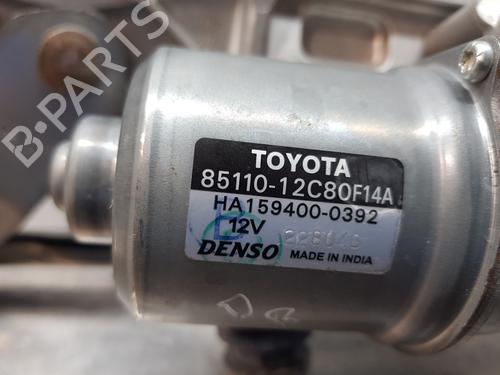 B-PARTS
TOYOTA
85110-12C80F14A
HA159400-0392
12V
DENSO MADE IN INDIA